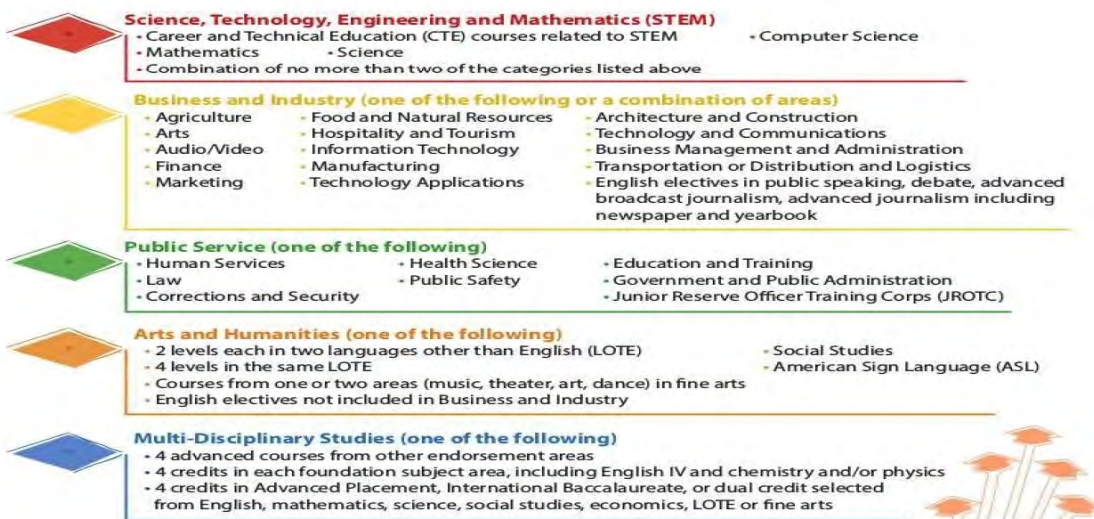 Science, Technology, Engineering and Mathematics (STEM)
• Career and Technical Education (CTE) courses related to STEM • Computer Science
• Mathematics • Science
• Combination of no more than two of the categories listed above
Business and Industry (one of the following or a combination of areas)
• Agriculture • Food and Natural Resources • Architecture and Construction
• Arts • Hospitality and Tourism • Technology and Communications
• Audio/Video • Information Technology • Business Management and Administration
• Finance • Manufacturing • Transportation or Distribution and Logistics
• Marketing • Technology Applications • English electives in public speaking, debate, advanced
broadcast journalism, advanced journalism including
newspaper and yearbook
Public Service (one of the following)
• Human Services • Health Science • Education and Training
• Law • Public Safety • Government and Public Administration
• Corrections and Security • Junior Reserve Officer Training Corps (JROTC)
Arts and Humanities (one of the following)
• 2 levels each in two languages other than English (LOTE) • Social Studies
• 4 levels in the same LOTE • American Sign Language (ASL)
• Courses from one or two areas (music, theater, art, dance) in fine arts
• English electives not included in Business and Industry
Multi-Disciplinary Studies (one of the following)
• 4 advanced courses from other endorsement areas
• 4 credits in each foundation subject area, including English IV and chemistry and/or physics
• 4 credits in Advanced Placement, International Baccalaureate, or dual credit selected
from English, mathematics, science, social studies, economics, LOTE or fine arts